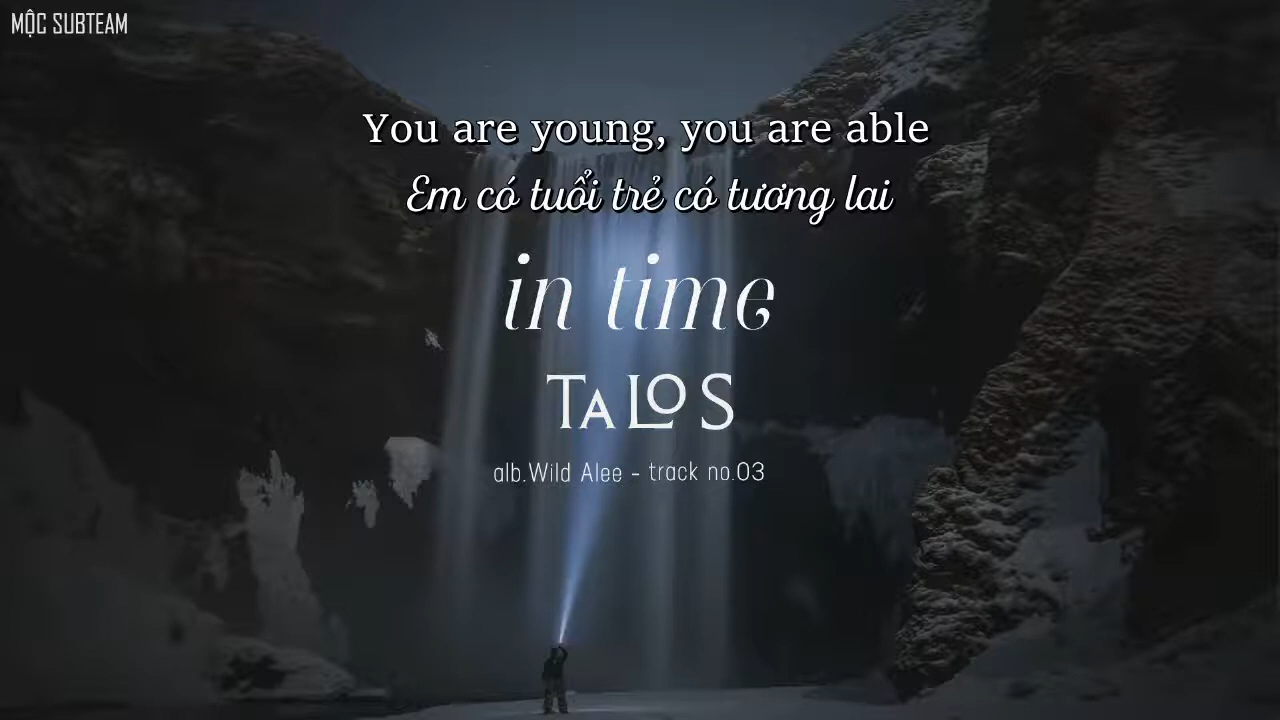 MỘC SUBTEAM
You are young, you are able
Em có tuổi trẻ có tương lai
in time
TALOS
alb.Wild Alee - track no.03